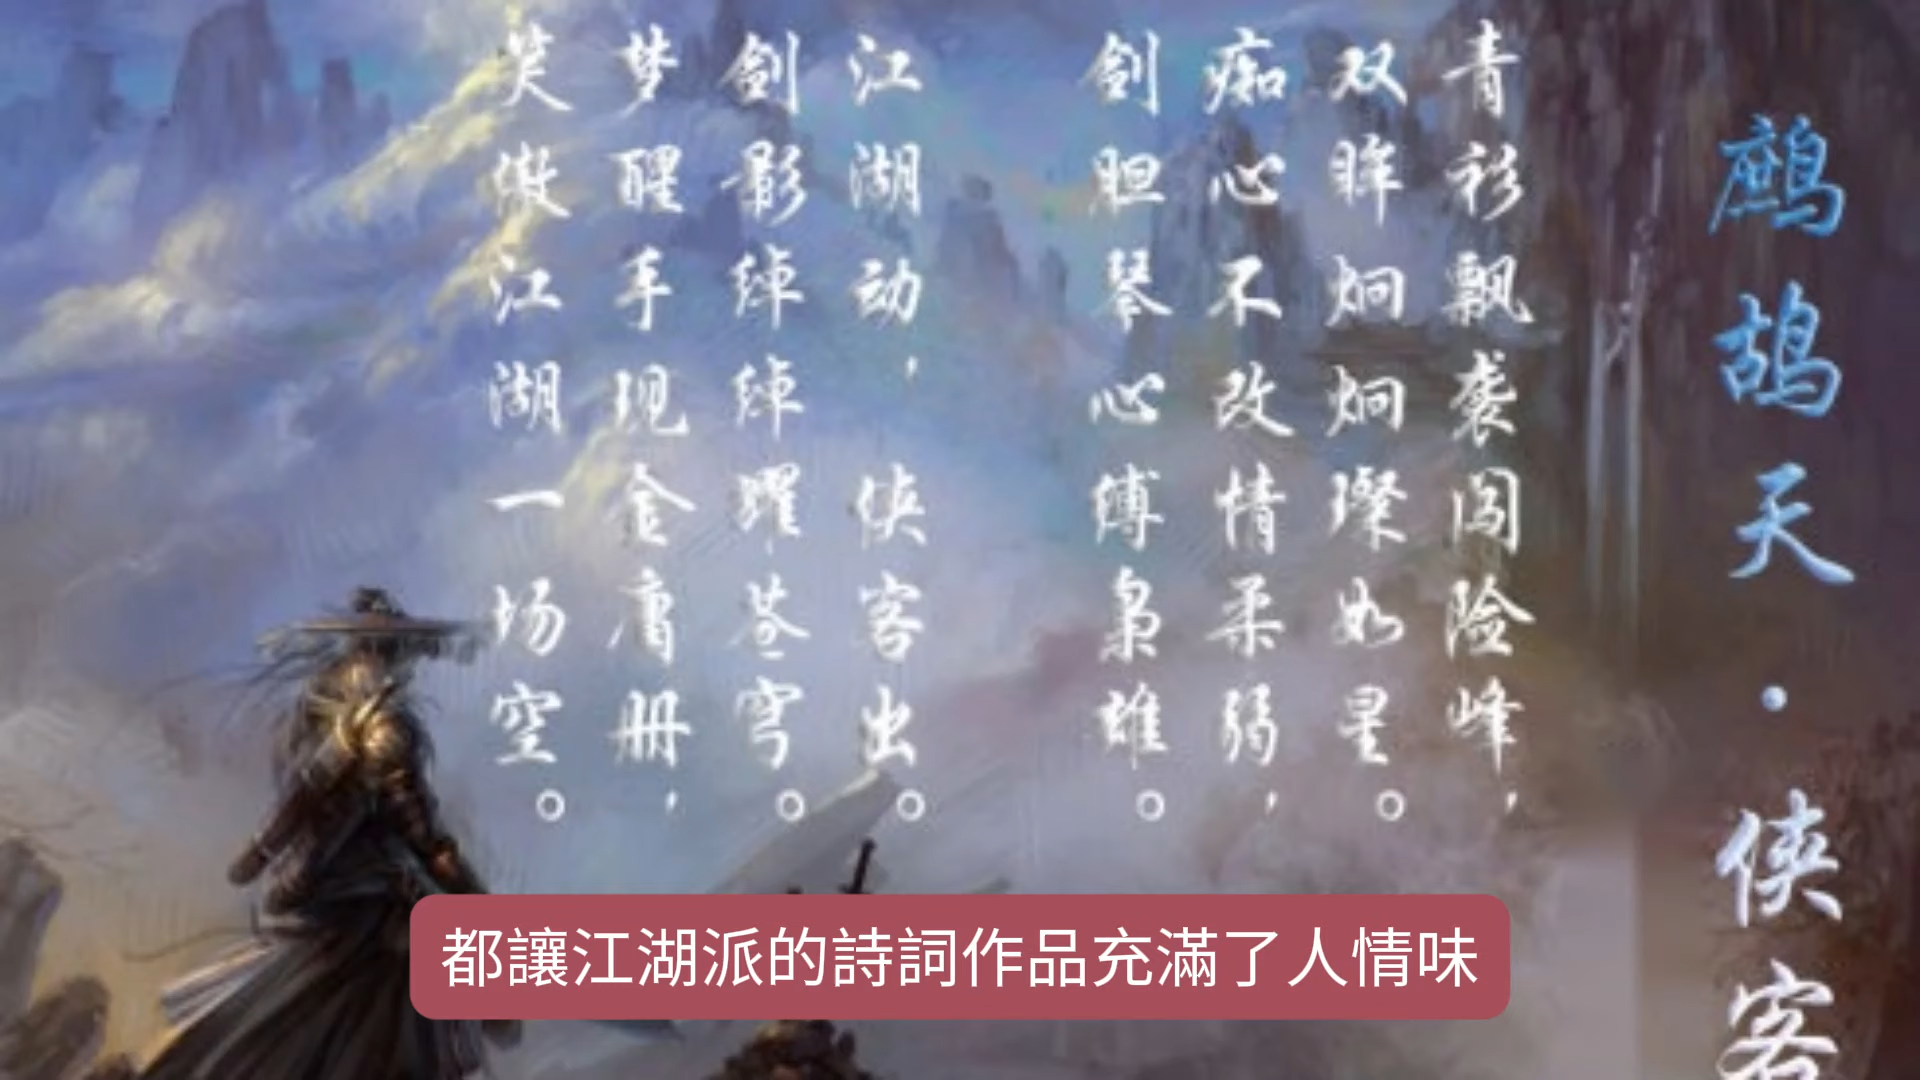 鹧鸪天·侠客
青衫飘袭闯险峰，
双眸炯炯璨如星。
痴心不改情柔弱，
剑胆琴心缚枭雄。
江湖动，侠客出。
剑影绰绰耀苍穹。
梦醒手现金庸册，
笑傲江湖一场空。
都讓江湖派的詩詞作品充滿了人情味